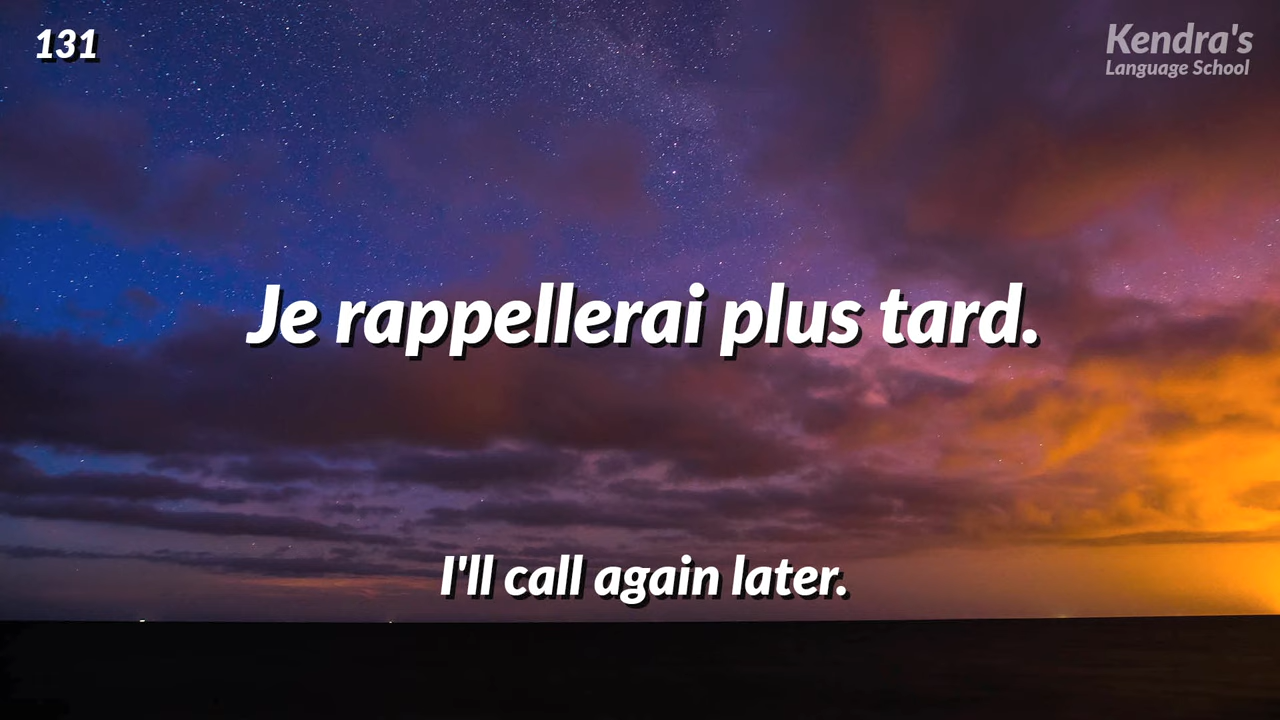 131
Kendra's
Language School
Je rappellerai plus tard.
I'll call again later.